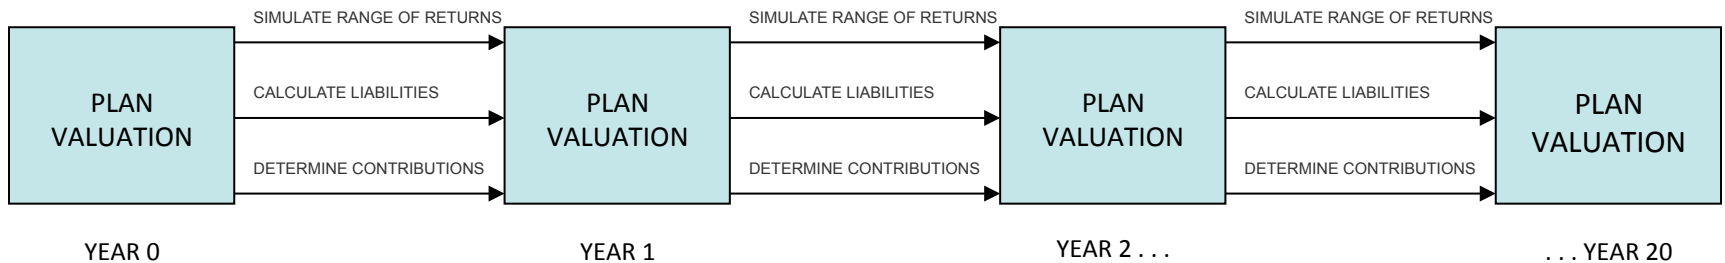 SIMULATE RANGE OF RETURNS
SIMULATE RANGE OF RETURNS
SIMULATE RANGE OF RETURNS
PLAN
VALUATION
CALCULATE LIABILITIES
PLAN
VALUATION
CALCULATE LIABILITIES
PLAN
VALUATION
CALCULATE LIABILITIES
PLAN
VALUATION
DETERMINE CONTRIBUTIONS
DETERMINE CONTRIBUTIONS
DETERMINE CONTRIBUTIONS
YEAR 0
YEAR 1
YEAR 2 . . .
. . . YEAR 20